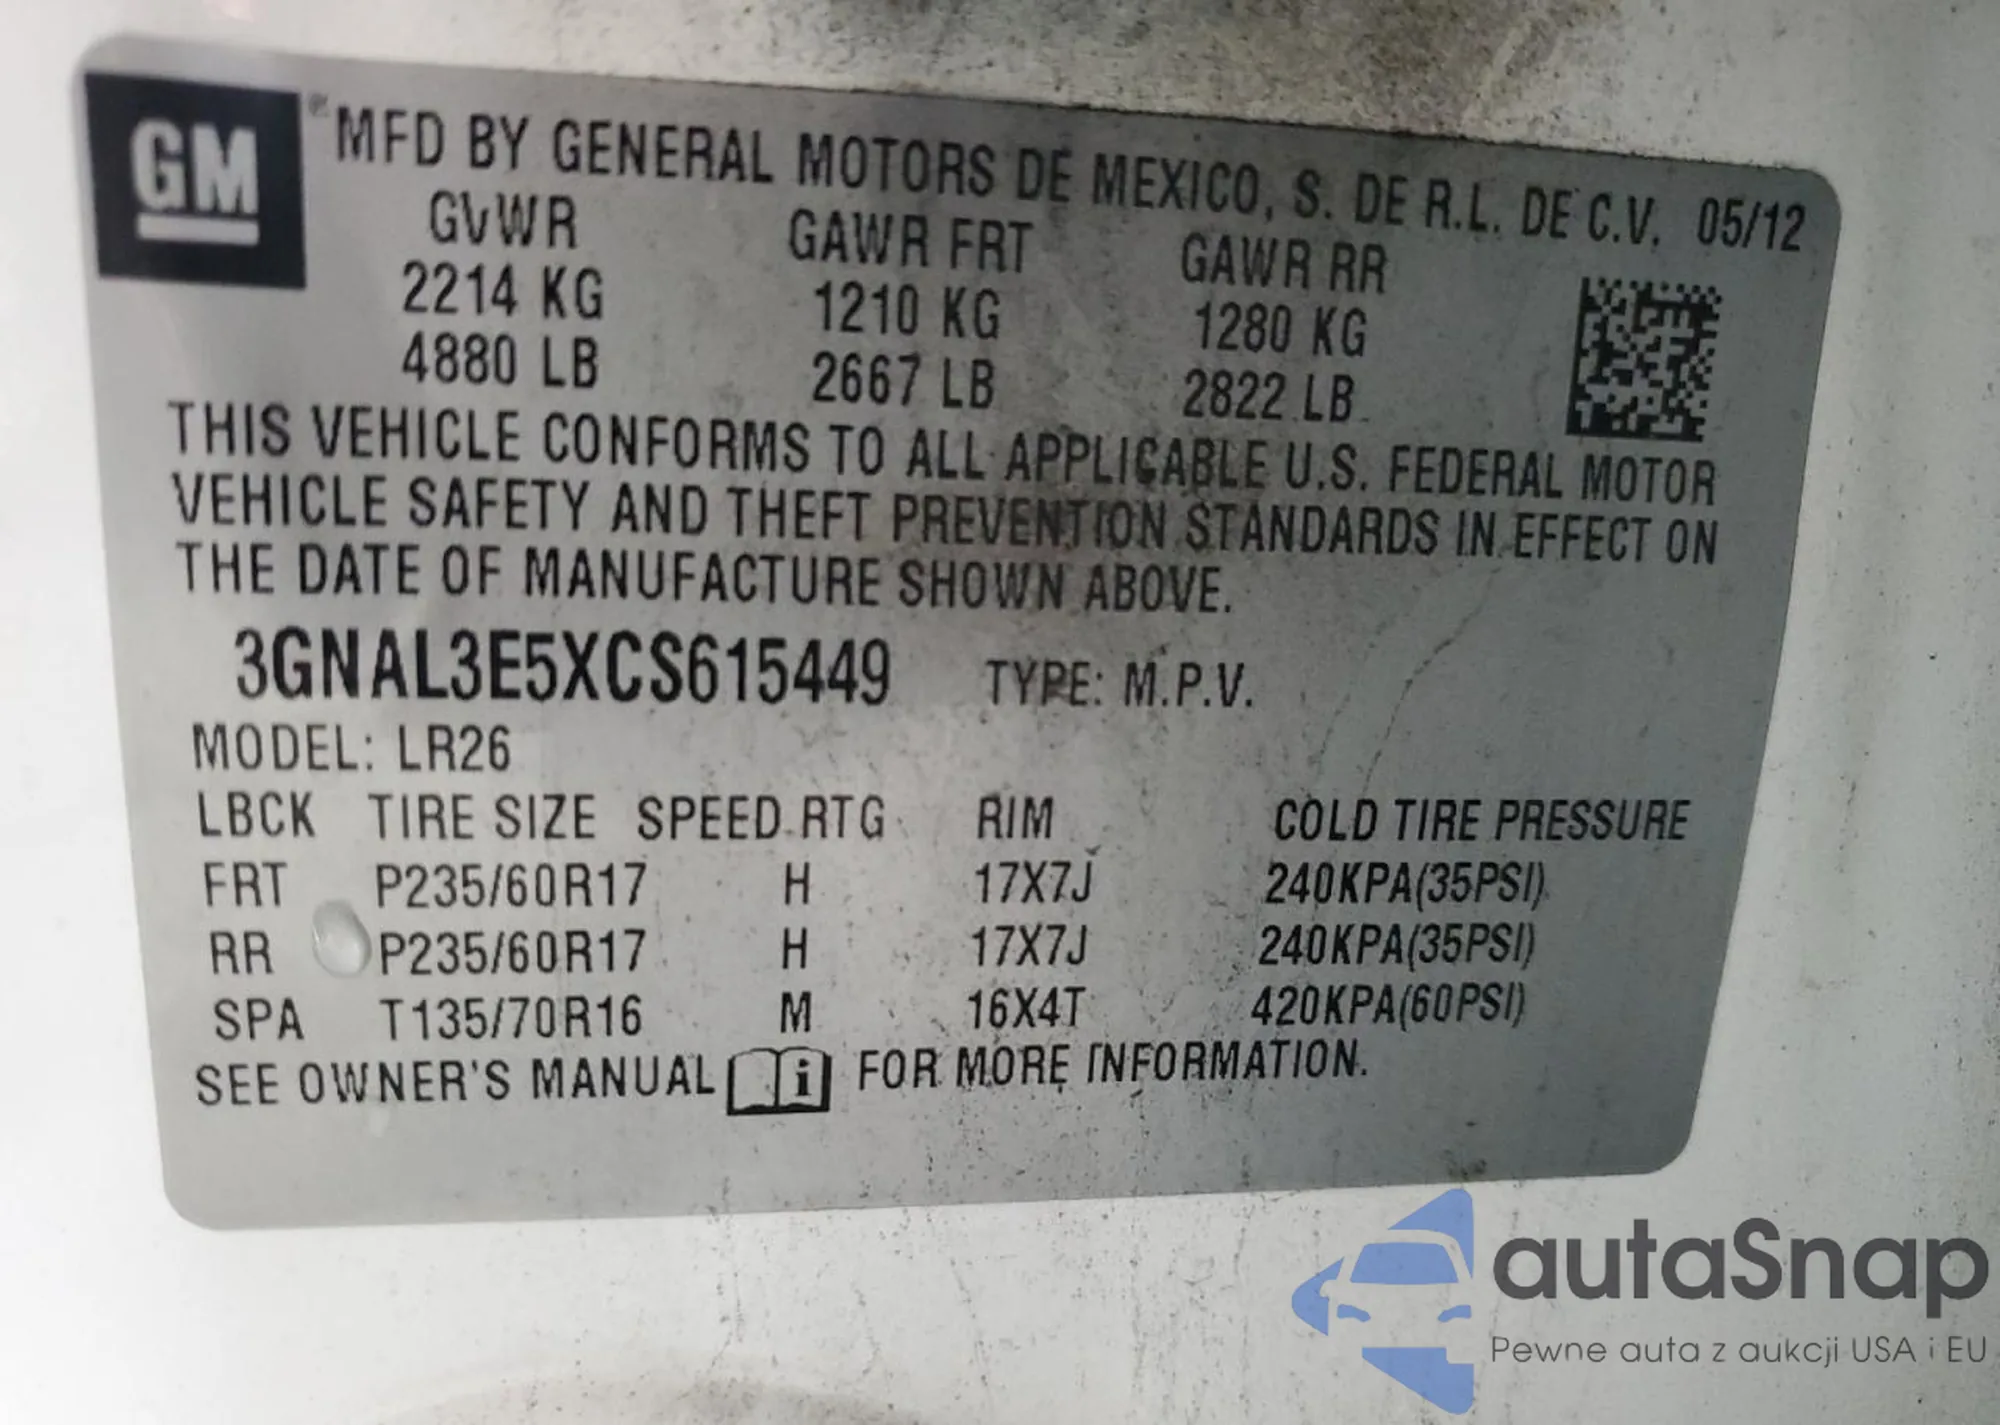 GM ® MFD BY GENERAL MOTORS DE MEXICO, S. DE R.L. DE C.V. 05/12
GVWR GAWR FRT GAWR RR
2214 KG 1210 KG 1280 KG
4880 LB 2667 LB 2822 LB
THIS VEHICLE CONFORMS TO ALL APPLICABLE U.S. FEDERAL MOTOR
VEHICLE SAFETY AND THEFT PREVENTION STANDARDS IN EFFECT ON
THE DATE OF MANUFACTURE SHOWN ABOVE.
3GNAL3E5XCS615449 TYPE: M.P.V.
MODEL: LR26
LBCK TIRE SIZE SPEED RTG RIM COLD TIRE PRESSURE
FRT P235/60R17 H 17X7J 240KPA(35PSI)
RR P235/60R17 H 17X7J 240KPA(35PSI)
SPA T135/70R16 M 16X4T 420KPA(60PSI)
SEE OWNER'S MANUAL i FOR MORE INFORMATION.
autaSnap
Pewne auta z aukcji USA i EU